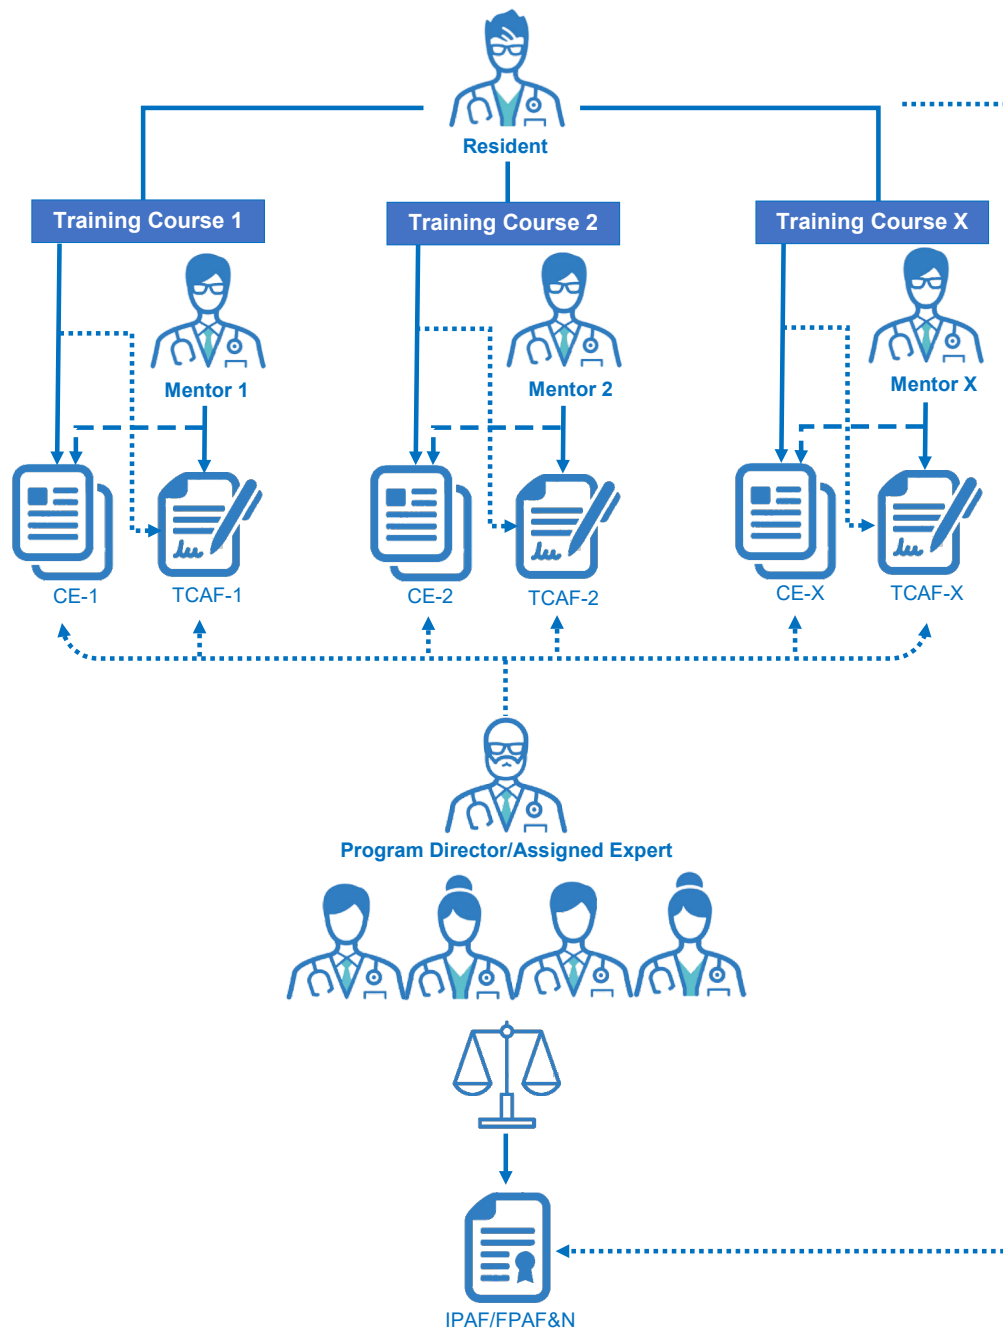 Resident
Training Course 1
Training Course 2
Training Course X
Mentor 1
Mentor 2
Mentor X
CE-1
TCAF-1
CE-2
TCAF-2
CE-X
TCAF-X
Program Director/Assigned Expert
IPAF/FPAF&N